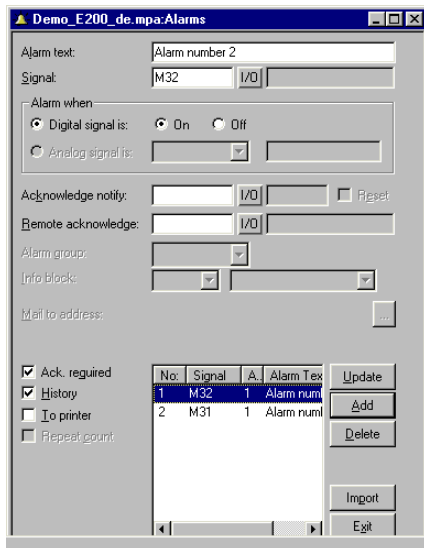 Demo_E200_de.mpa:Alarms
Alarm text: Alarm number 2
Signal: M32 I/O
Alarm when
Digital signal is: On Off
Analog signal is:
Acknowledge notify: I/O Reset
Remote acknowledge: I/O
Alarm group:
Info block:
Mail to address: ...
Ack. required
History
To printer
Repeat count
No: Signal A.. Alarm Tex
1 M32 1 Alarm numl
2 M31 1 Alarm numl
Update
Add
Delete
Import
Exit